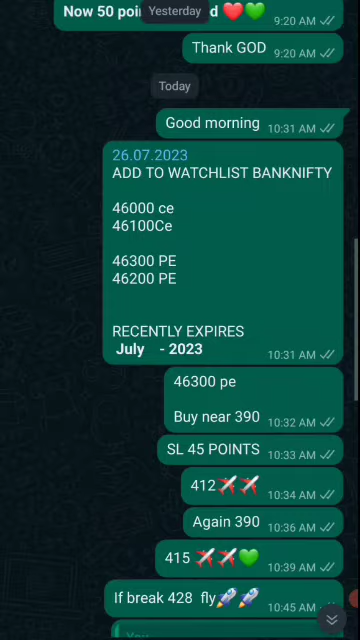 Now 50 poi
Yesterday
d ❤️💚
9:20 AM
Thank GOD
9:20 AM
Today
Good morning
10:31 AM
26.07.2023
ADD TO WATCHLIST BANKNIFTY
46000 ce
46100Ce
46300 PE
46200 PE
RECENTLY EXPIRES
July - 2023
10:31 AM
46300 pe
Buy near 390
10:32 AM
SL 45 POINTS
10:33 AM
412✈️✈️
10:34 AM
Again 390
10:36 AM
415 ✈️✈️💚
10:39 AM
If break 428 fly🚀🚀
10:45 AM